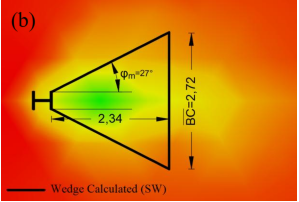 (b)
φm=27°
2,34
BC=2,72
Wedge Calculated (SW)